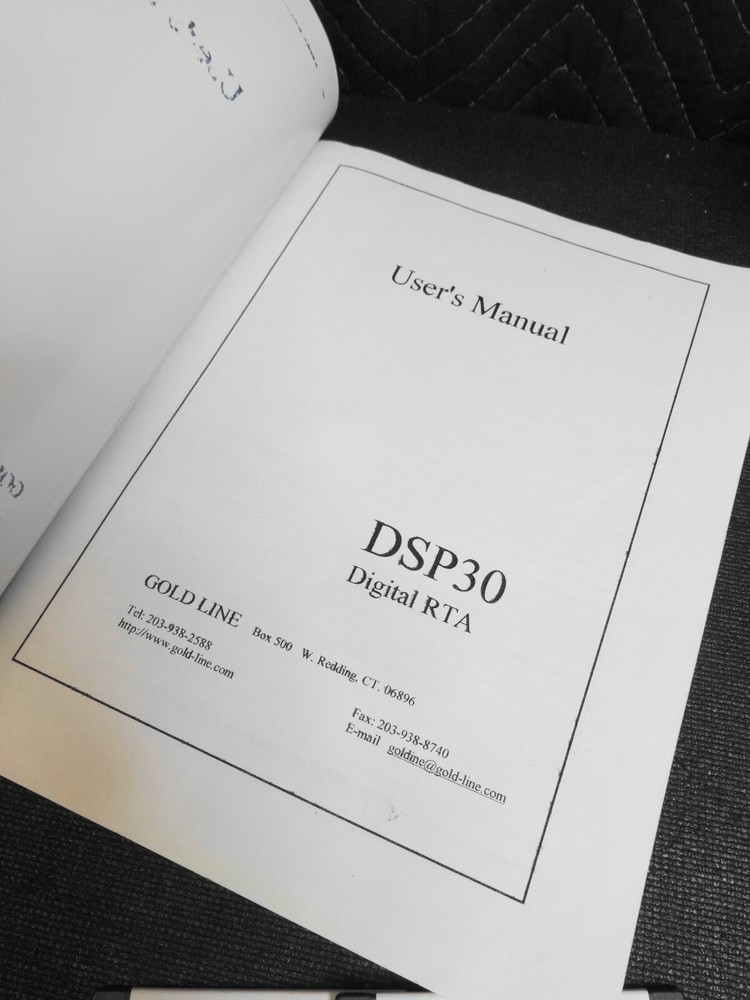 User's Manual
DSP30
Digital RTA
GOLD LINE Box 500 W. Redding, CT. 06896
Tel: 203-938-2588
Fax: 203-938-8740
http://www.gold-line.com
E-mail goldine@gold-line.com